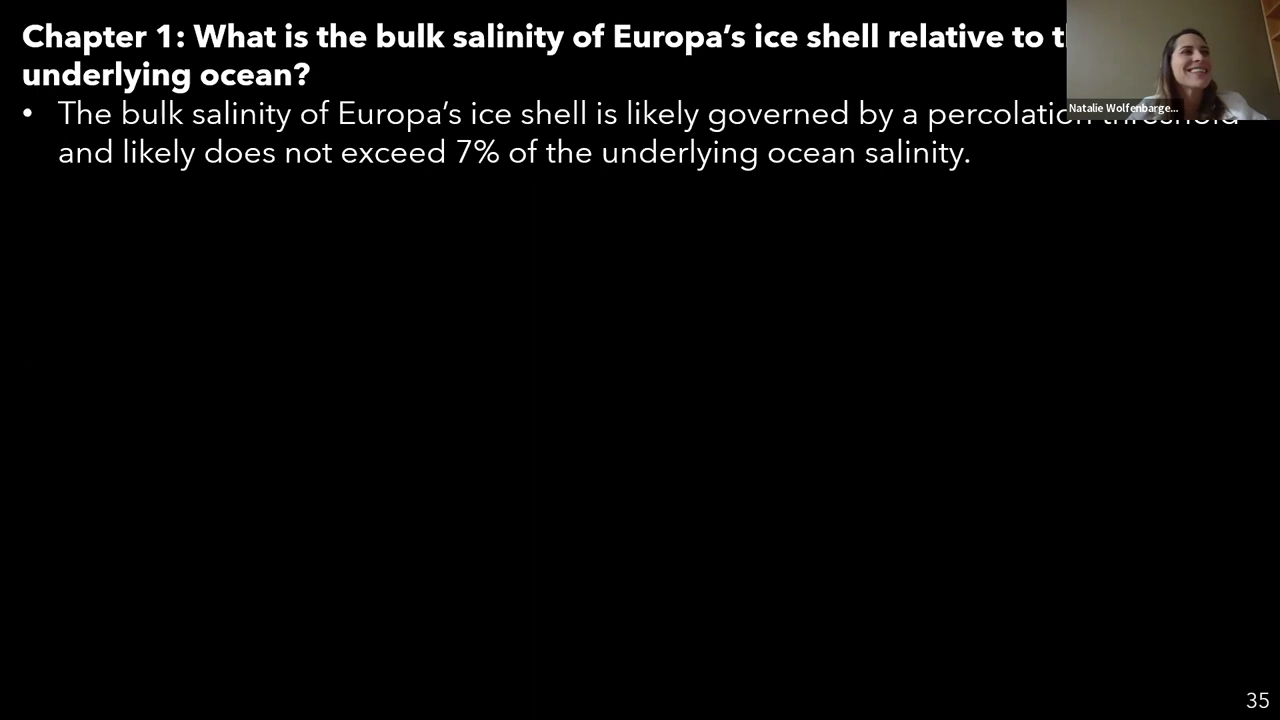 Chapter 1: What is the bulk salinity of Europa's ice shell relative to
underlying ocean?
• The bulk salinity of Europa's ice shell is likely governed by a percolation threshold
and likely does not exceed 7% of the underlying ocean salinity.
Natalie Wolfenbarge...
35